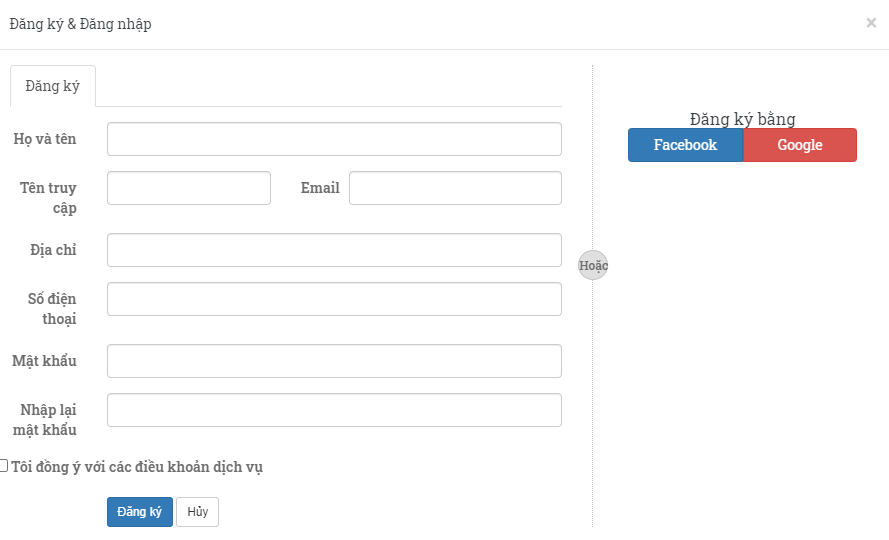 Đăng ký & Đăng nhập
×
Đăng ký
Họ và tên
Tên truy
cập
Email
Địa chỉ
Số điện
thoại
Mật khẩu
Nhập lại
mật khẩu
Tôi đồng ý với các điều khoản dịch vụ
Đăng ký
Hủy
Hoặc
Đăng ký bằng
Facebook
Google